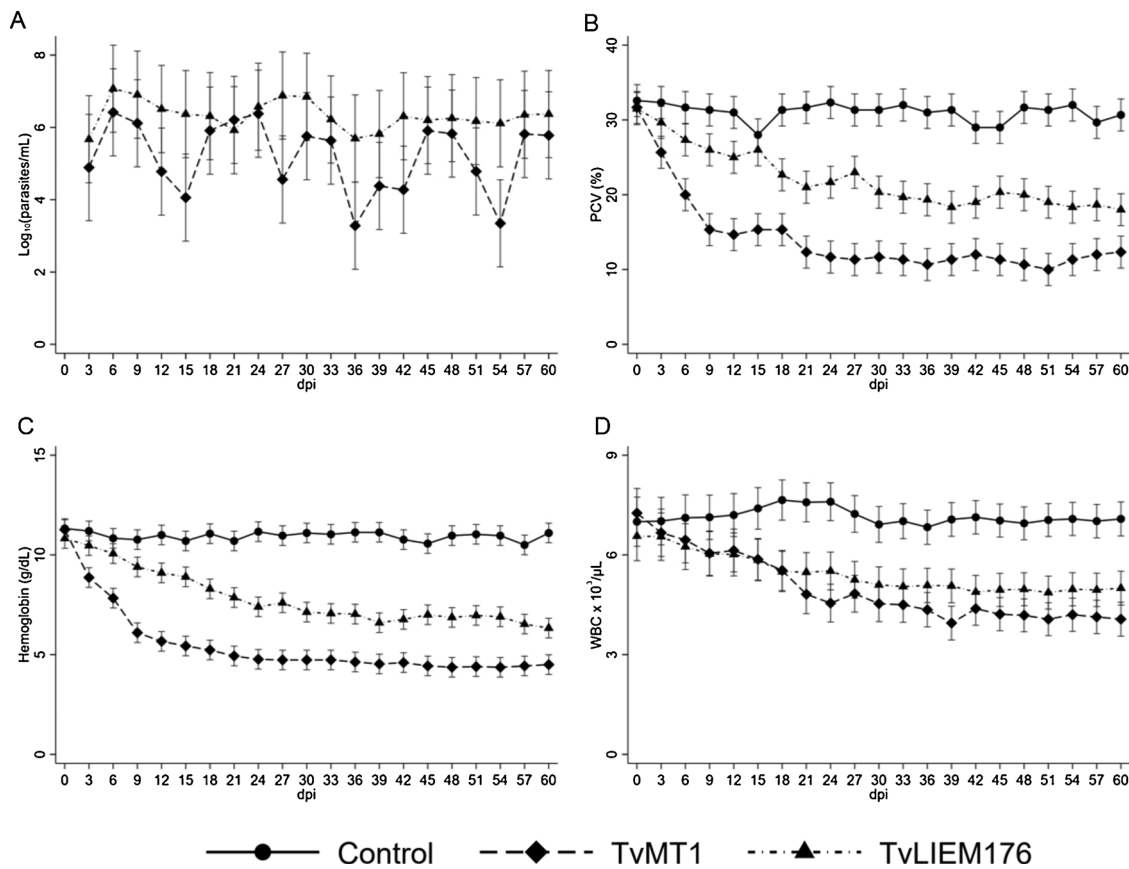 A
Log₁₀(parasites/mL)
8
6
4
2
0
0 3 6 9 12 15 18 21 24 27 30 33 36 39 42 45 48 51 54 57 60
dpi
B
PCV (%)
40
30
20
10
0
0 3 6 9 12 15 18 21 24 27 30 33 36 39 42 45 48 51 54 57 60
dpi
C
Hemoglobin (g/dL)
15
10
5
0
0 3 6 9 12 15 18 21 24 27 30 33 36 39 42 45 48 51 54 57 60
dpi
D
WBC x 10³/µL
9
6
3
0
0 3 6 9 12 15 18 21 24 27 30 33 36 39 42 45 48 51 54 57 60
dpi
Control TvMT1 TvLIEM176